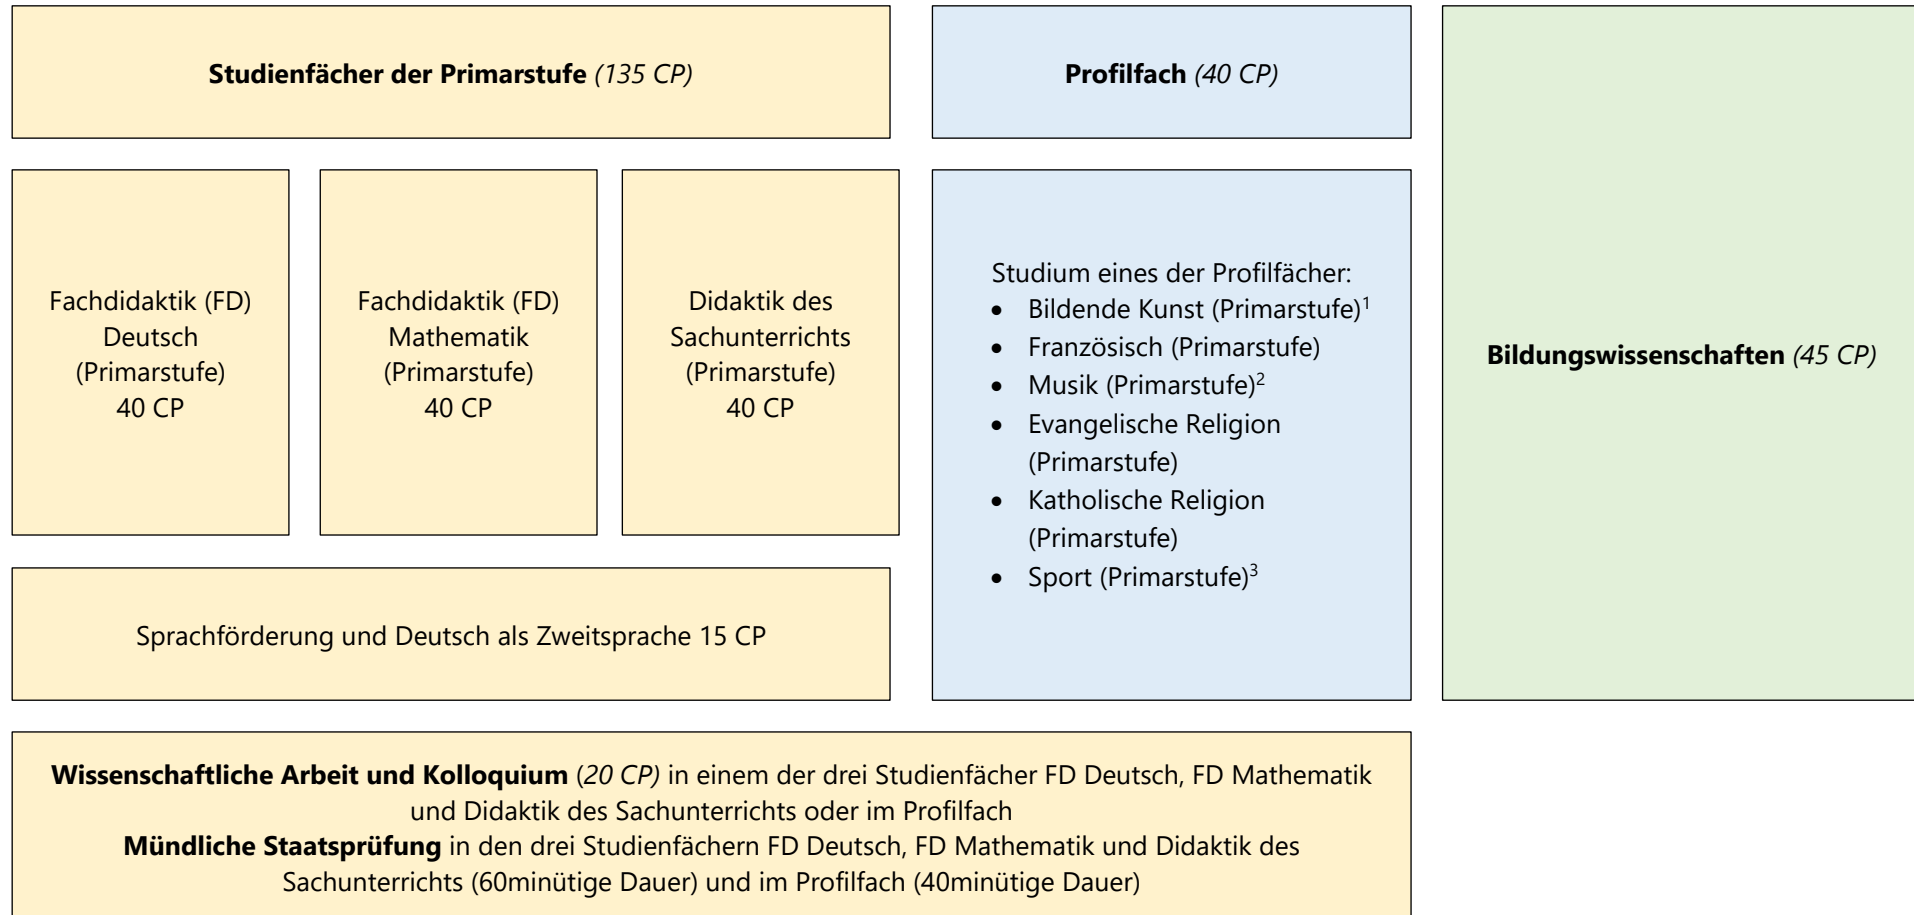 Studienfächer der Primarstufe (135 CP)
Profilfach (40 CP)
Bildungswissenschaften (45 CP)
Fachdidaktik (FD)
Deutsch
(Primarstufe)
40 CP
Fachdidaktik (FD)
Mathematik
(Primarstufe)
40 CP
Didaktik des
Sachunterrichts
(Primarstufe)
40 CP
Studium eines der Profilfächer:
• Bildende Kunst (Primarstufe)¹
• Französisch (Primarstufe)
• Musik (Primarstufe)²
• Evangelische Religion
(Primarstufe)
• Katholische Religion
(Primarstufe)
• Sport (Primarstufe)³
Sprachförderung und Deutsch als Zweitsprache 15 CP
Wissenschaftliche Arbeit und Kolloquium (20 CP) in einem der drei Studienfächer FD Deutsch, FD Mathematik
und Didaktik des Sachunterrichts oder im Profilfach
Mündliche Staatsprüfung in den drei Studienfächern FD Deutsch, FD Mathematik und Didaktik des
Sachunterrichts (60minütige Dauer) und im Profilfach (40minütige Dauer)